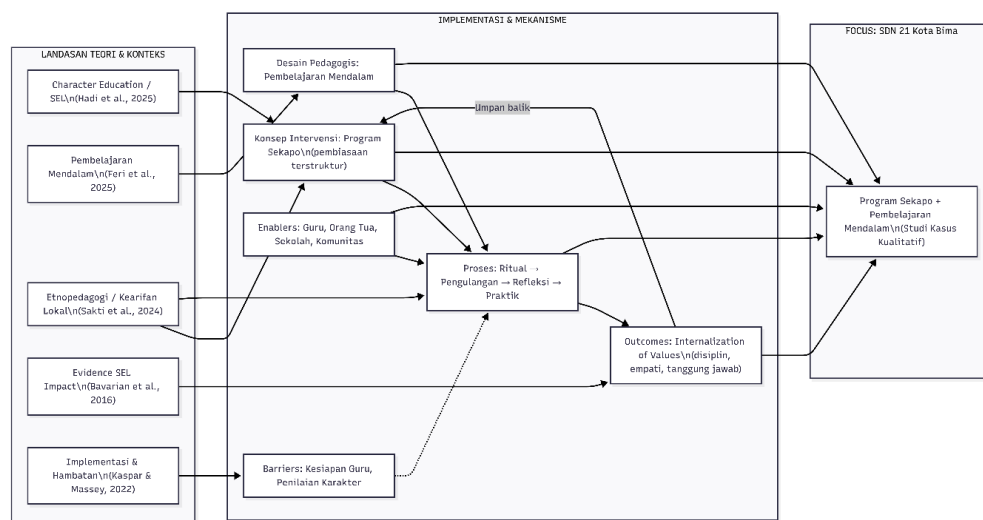 LANDASAN TEORI & KONTEKS
Character Education /
SEL\n(Hadi et al., 2025)
Pembelajaran
Mendalam\n(Feri et al.,
2025)
Etnopedagogi / Kearifan
Lokal\n(Sakti et al., 2024)
Evidence SEL
Impact\n(Bavarian et al.,
2016)
Implementasi &
Hambatan\n(Kaspar &
Massey, 2022)
IMPLEMENTASI & MEKANISME
Desain Pedagogis:
Pembelajaran Mendalam
Umpan balik
Konsep Intervensi: Program
Sekapo\n(pembiasaan
terstruktur)
Enablers: Guru, Orang Tua,
Sekolah, Komunitas
Proses: Ritual →
Pengulangan → Refleksi →
Praktik
Outcomes: Internalization
of Values\n(disiplin,
empati, tanggung jawab)
Barriers: Kesiapan Guru,
Penilaian Karakter
FOCUS: SDN 21 Kota Bima
Program Sekapo +
Pembelajaran
Mendalam\n(Studi Kasus
Kualitatif)